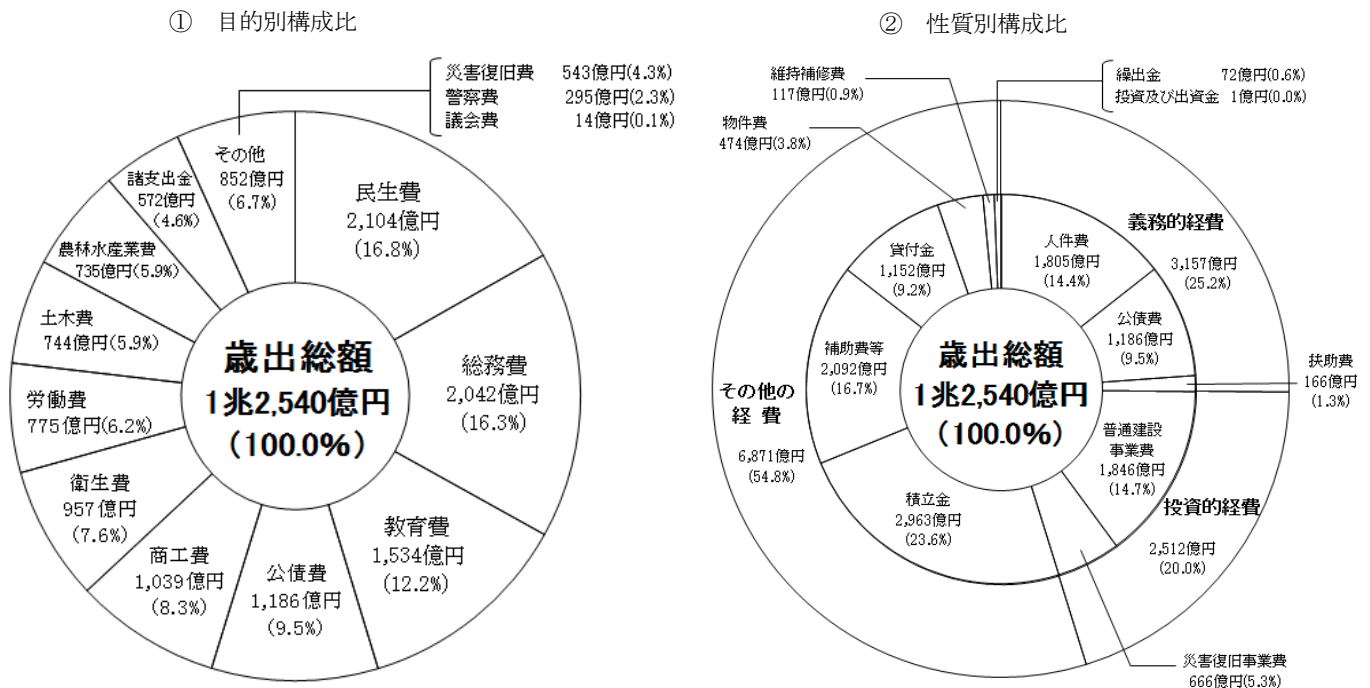 ① 目的別構成比
災害復旧費 543億円(4.3%)
警察費 295億円(2.3%)
議会費 14億円(0.1%)
その他
852億円
(6.7%)
民生費
2,104億円
(16.8%)
総務費
2,042億円
(16.3%)
教育費
1,534億円
(12.2%)
公債費
1,186億円
(9.5%)
商工費
1,039億円
(8.3%)
衛生費
957億円
(7.6%)
労働費
775億円(6.2%)
土木費
744億円(5.9%)
農林水産業費
735億円(5.9%)
諸支出金
572億円
(4.6%)
歳出総額
1兆2,540億円
(100.0%)
② 性質別構成比
繰出金 72億円(0.6%)
投資及び出資金 1億円(0.0%)
維持補修費
117億円(0.9%)
物件費
474億円(3.8%)
義務的経費
3,157億円
(25.2%)
人件費
1,805億円
(14.4%)
公債費
1,186億円
(9.5%)
扶助費
166億円
(1.3%)
普通建設
事業費
1,846億円
(14.7%)
投資的経費
2,512億円
(20.0%)
災害復旧事業費
666億円(5.3%)
積立金
2,963億円
(23.6%)
補助費等
2,092億円
(16.7%)
貸付金
1,152億円
(9.2%)
その他の
経費
6,871億円
(54.8%)
歳出総額
1兆2,540億円
(100.0%)